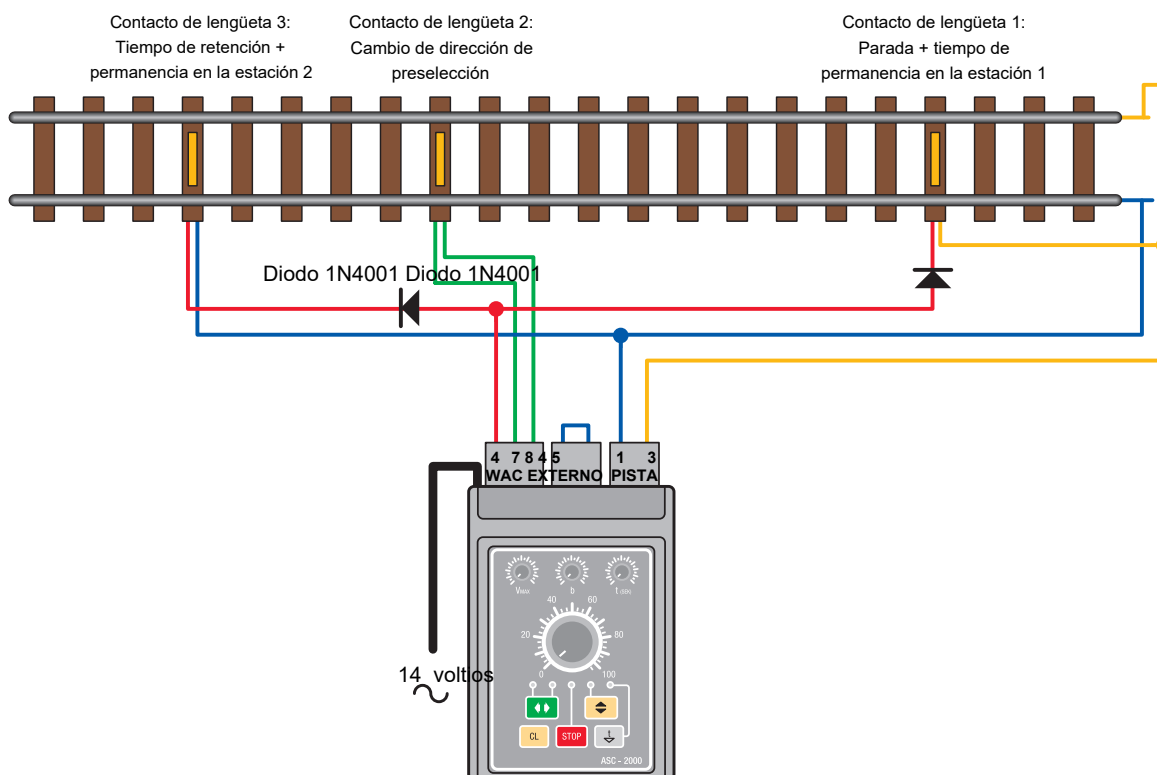 Contacto de lengüeta 3:
Tiempo de retención +
permanencia en la estación 2
Contacto de lengüeta 2:
Cambio de dirección de
preselección
Contacto de lengüeta 1:
Parada + tiempo de
permanencia en la estación 1
Diodo 1N4001 Diodo 1N4001
4 7 8 4 5 1 3
WAC EXTERNO PISTA
VMAX b t
40 60
20 80
0 100
14 voltios
CL STOP
ASC - 2000